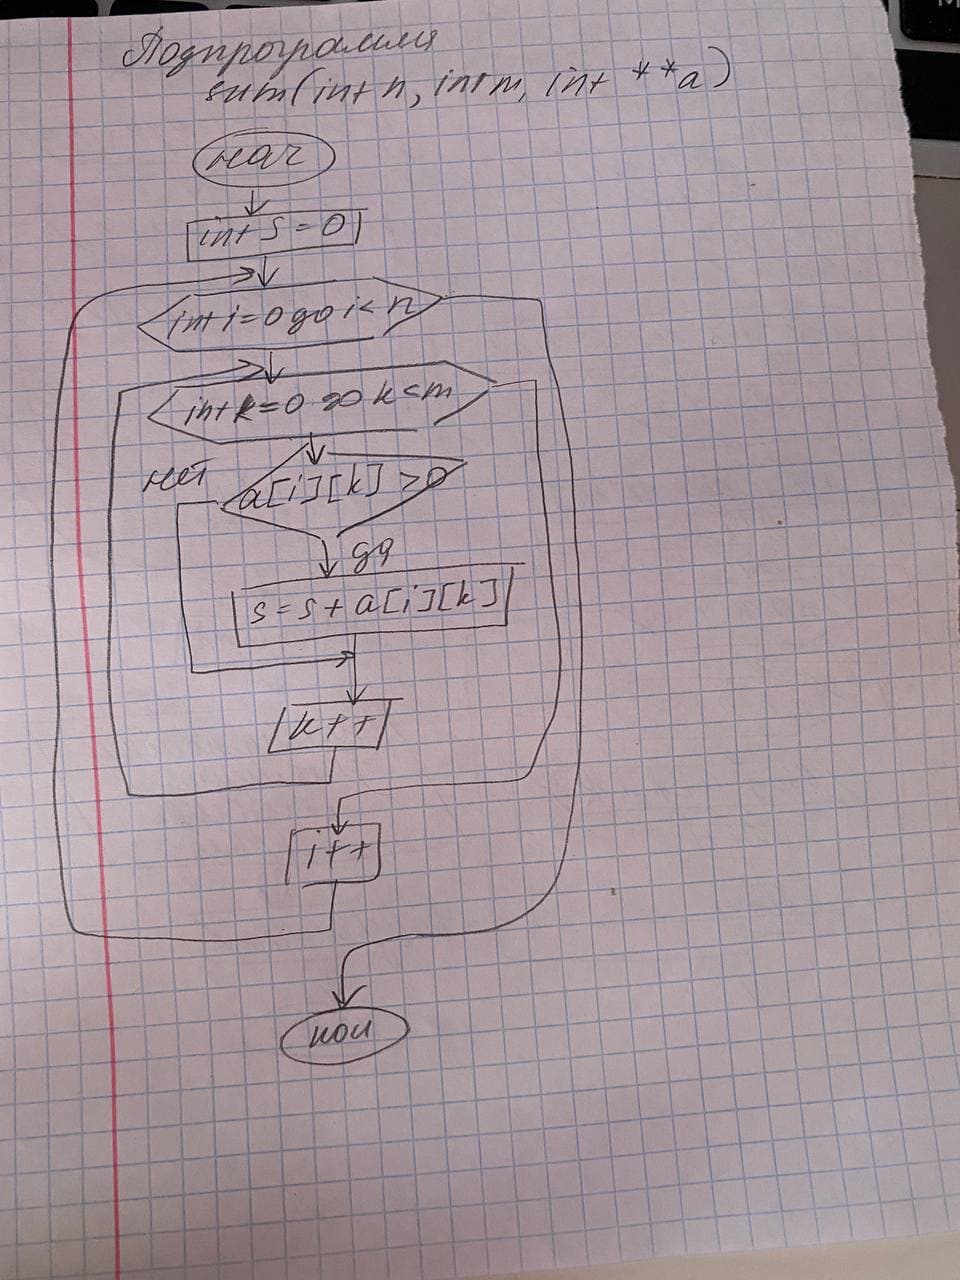 Подпрограмма
sum(int n, int m, int **a)
нач
int s = 0
int i = 0 до i < n
int k = 0 до k < m
нет
a[i][k] > 0
да
s = s + a[i][k]
k++
i++
кон